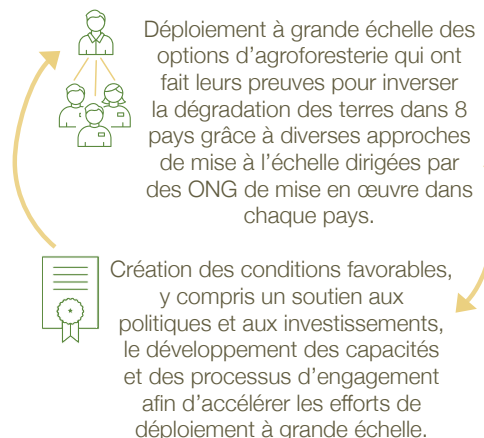 Déploiement à grande échelle des
options d’agroforesterie qui ont
fait leurs preuves pour inverser
la dégradation des terres dans 8
pays grâce à diverses approches
de mise à l’échelle dirigées par
des ONG de mise en œuvre dans
chaque pays.
Création des conditions favorables,
y compris un soutien aux
politiques et aux investissements,
le développement des capacités
et des processus d’engagement
afin d’accélérer les efforts de
déploiement à grande échelle.